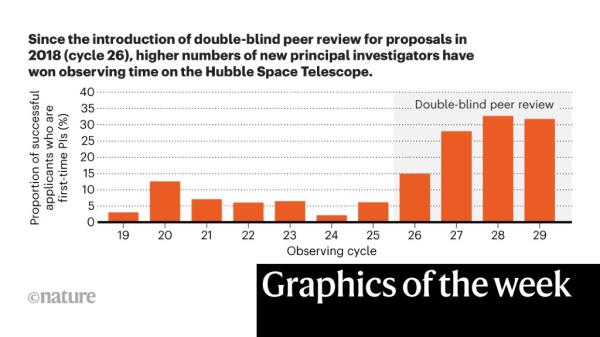 Since the introduction of double-blind peer review for proposals in
2018 (cycle 26), higher numbers of new principal investigators have
won observing time on the Hubble Space Telescope.
Proportion of successful
applicants who are
first-time PIs (%)
40
35
30
25
20
15
10
5
0
Double-blind peer review
19 20 21 22 23 24 25 26 27 28 29
Observing cycle
©nature
Graphics of the week